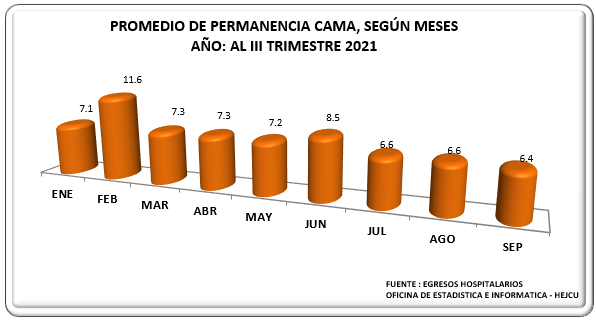 PROMEDIO DE PERMANENCIA CAMA, SEGÚN MESES
AÑO: AL III TRIMESTRE 2021
7.1
11.6
7.3
7.3
7.2
8.5
6.6
6.6
6.4
ENE
FEB
MAR
ABR
MAY
JUN
JUL
AGO
SEP
FUENTE : EGRESOS HOSPITALARIOS
OFICINA DE ESTADISTICA E INFORMATICA - HEJCU